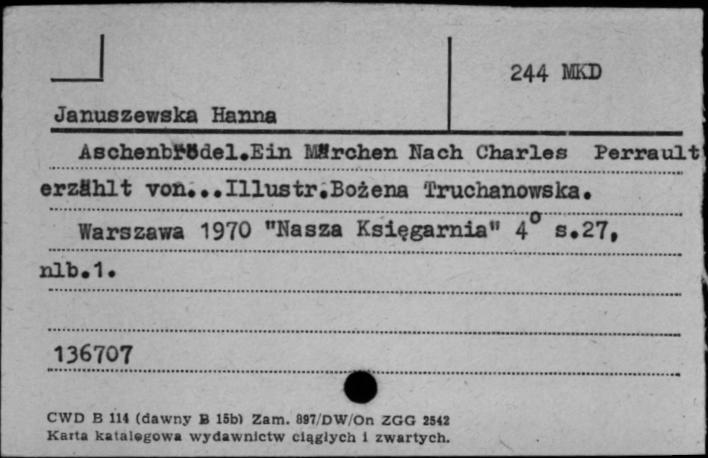 244 MKD
Januszewska Hanna
Aschenbrödel.Ein Märchen Nach Charles Perrault
erzählt von...Illustr.Bożena Truchanowska.
Warszawa 1970 "Nasza Księgarnia" 4° s.27,
nlb.1.
136707
CWD B 114 (dawny B 15b) Zam. 897/DW/On ZGG 2542
Karta katalogowa wydawnictw ciągłych i zwartych.